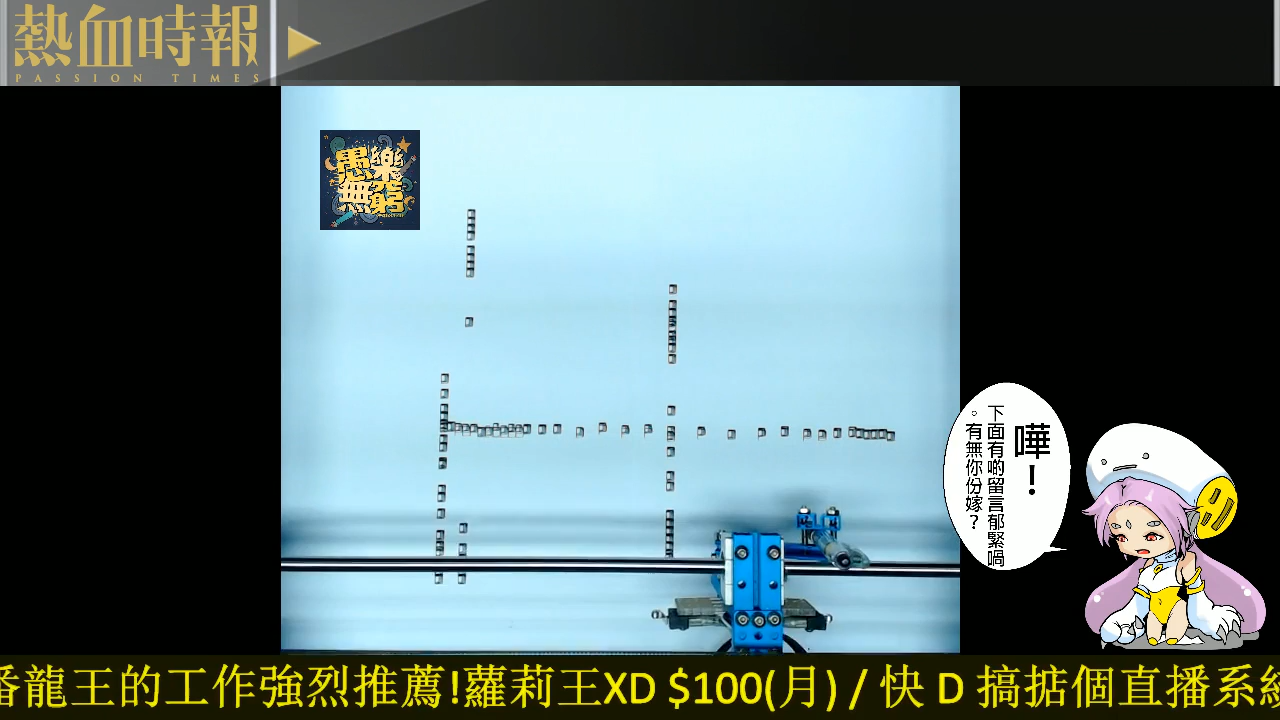 熱血時報
PASSION TIMES
愚樂
無窮
嘩！
下面有啲留言郁緊喎
。有無你份嫁？
番龍王的工作強烈推薦!蘿莉王XD $100(月) / 快 D 搞掂個直播系統